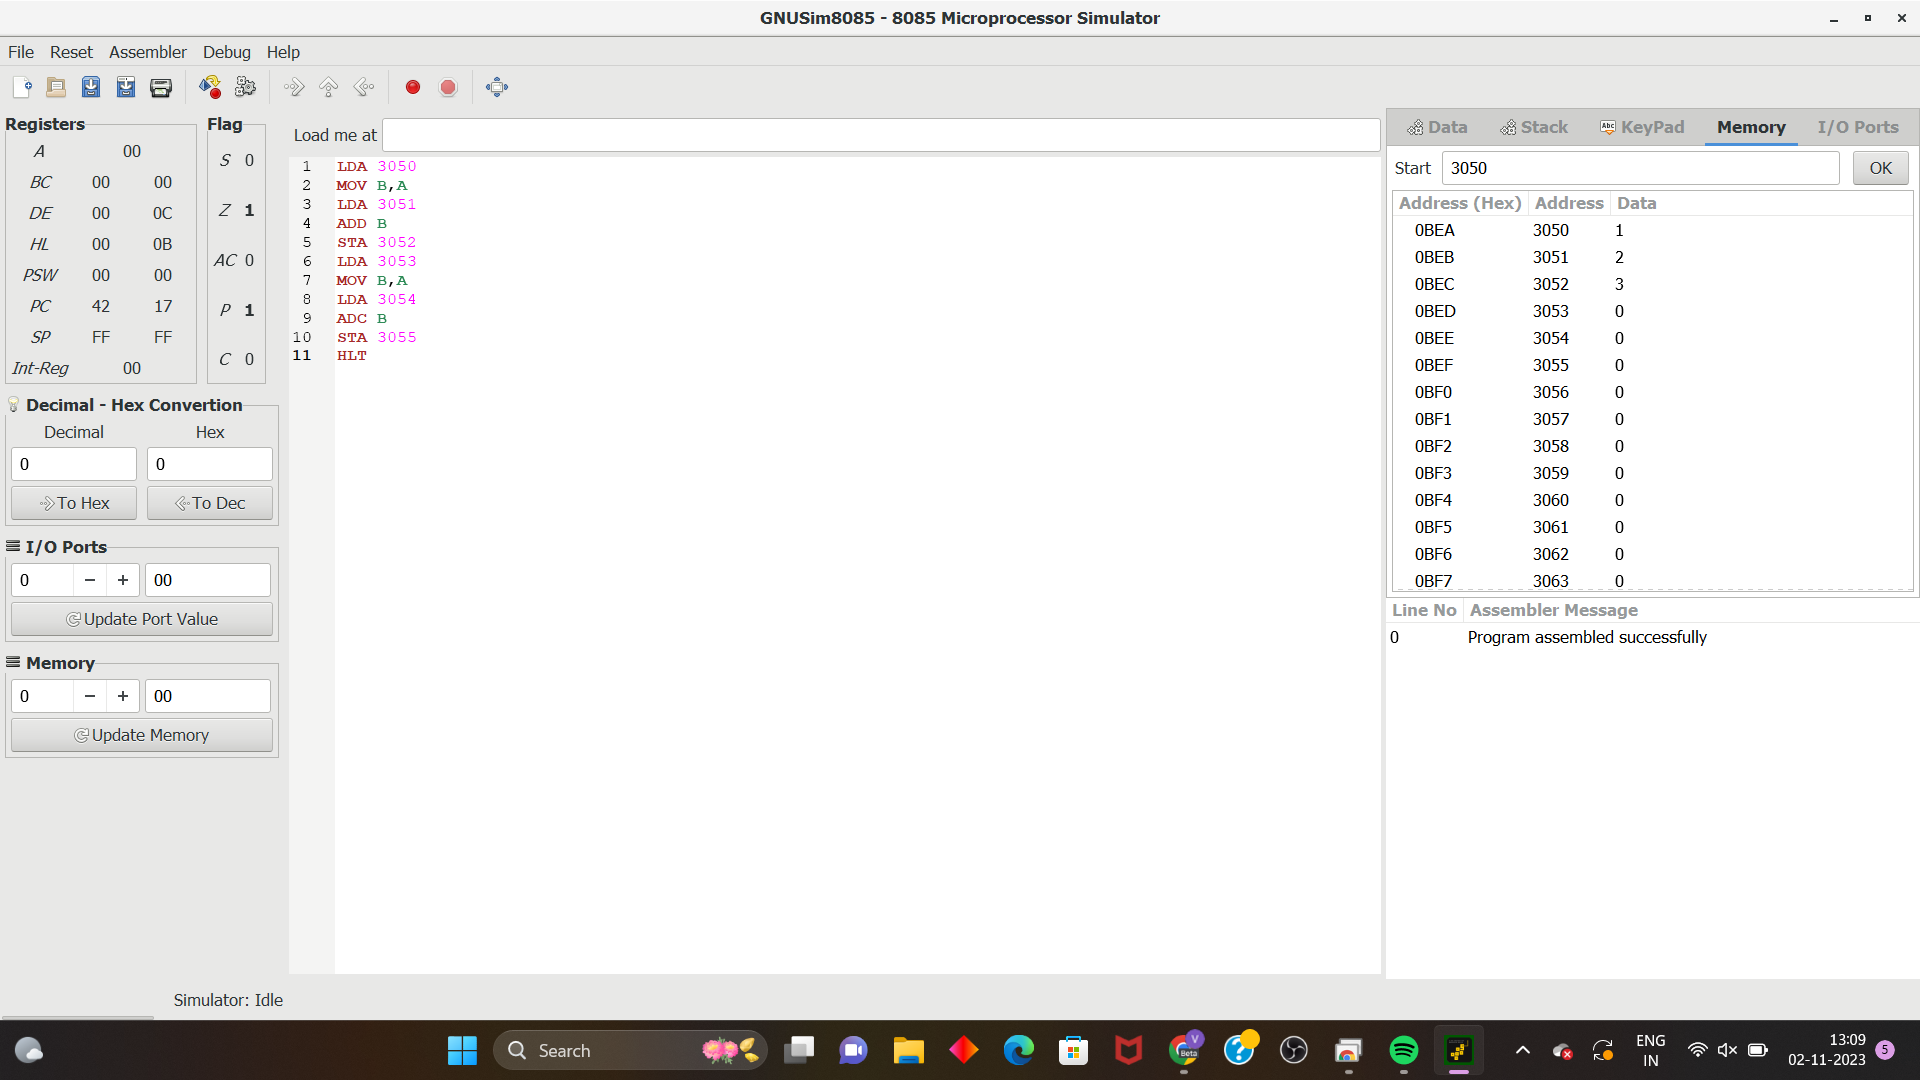 GNUSim8085 - 8085 Microprocessor Simulator
File Reset Assembler Debug Help
Registers
A 00
BC 00 00
DE 00 0C
HL 00 0B
PSW 00 00
PC 42 17
SP FF FF
Int-Reg 00
Flag
S 0
Z 1
AC 0
P 1
C 0
Decimal - Hex Convertion
Decimal Hex
0 0
To Hex To Dec
I/O Ports
0 − + 00
Update Port Value
Memory
0 − + 00
Update Memory
Load me at
1 LDA 3050
2 MOV B,A
3 LDA 3051
4 ADD B
5 STA 3052
6 LDA 3053
7 MOV B,A
8 LDA 3054
9 ADC B
10 STA 3055
11 HLT
Data Stack Abc KeyPad Memory I/O Ports
Start 3050 OK
Address (Hex) Address Data
0BEA 3050 1
0BEB 3051 2
0BEC 3052 3
0BED 3053 0
0BEE 3054 0
0BEF 3055 0
0BF0 3056 0
0BF1 3057 0
0BF2 3058 0
0BF3 3059 0
0BF4 3060 0
0BF5 3061 0
0BF6 3062 0
0BF7 3063 0
Line No Assembler Message
0 Program assembled successfully
Simulator: Idle
Search
V
Beta
ENG
IN
13:09
02-11-2023
5